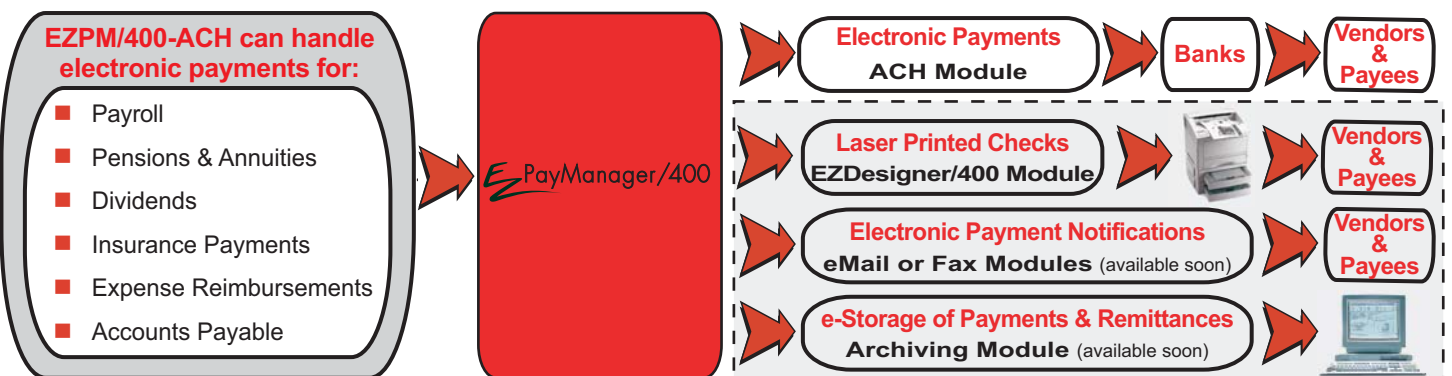 EZPM/400-ACH can handle
electronic payments for:
Payroll
Pensions & Annuities
Dividends
Insurance Payments
Expense Reimbursements
Accounts Payable
EZPayManager/400
Electronic Payments
ACH Module
Banks
Vendors
&
Payees
Laser Printed Checks
EZDesigner/400 Module
Vendors
&
Payees
Electronic Payment Notifications
eMail or Fax Modules (available soon)
Vendors
&
Payees
e-Storage of Payments & Remittances
Archiving Module (available soon)